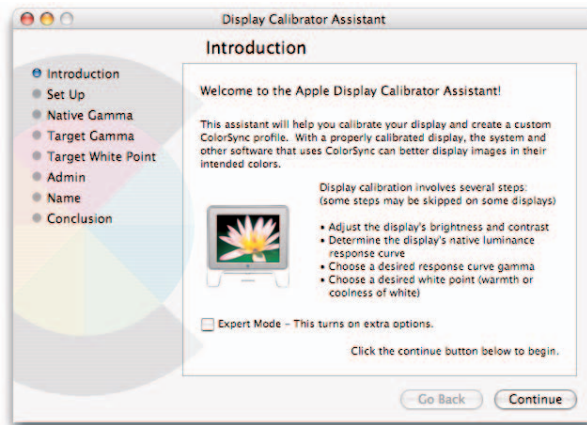 Display Calibrator Assistant
Introduction
Introduction
Set Up
Native Gamma
Target Gamma
Target White Point
Admin
Name
Conclusion
Welcome to the Apple Display Calibrator Assistant!
This assistant will help you calibrate your display and create a custom
ColorSync profile. With a properly calibrated display, the system and
other software that uses ColorSync can better display images in their
intended colors.
Display calibration involves several steps:
(some steps may be skipped on some displays)
• Adjust the display's brightness and contrast
• Determine the display's native luminance
response curve
• Choose a desired response curve gamma
• Choose a desired white point (warmth or
coolness of white)
Expert Mode – This turns on extra options.
Click the continue button below to begin.
Go Back
Continue